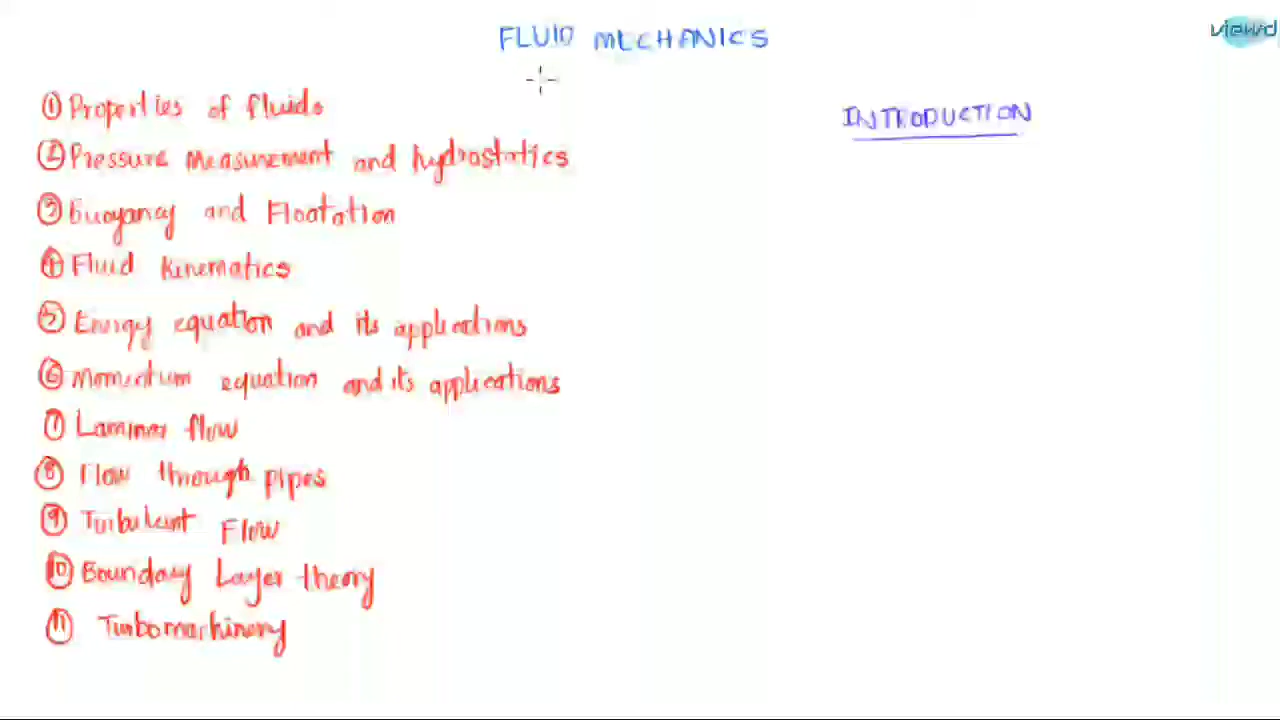 FLUID MECHANICS
viewd
① Properties of fluids
② Pressure measurement and hydrostatics
③ Buoyancy and Floatation
④ Fluid kinematics
⑤ Energy equation and its applications
⑥ Momentum equation and its applications
⑦ Laminar flow
⑧ Flow through pipes
⑨ Turbulent Flow
⑩ Boundary Layer theory
⑪ Turbomachinery
INTRODUCTION